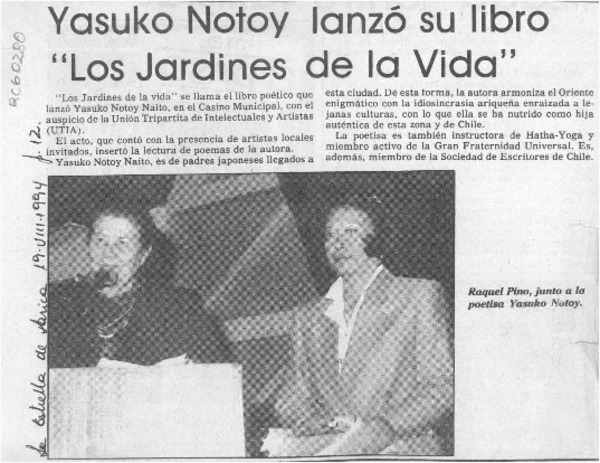 Yasuko Notoy lanzó su libro
“Los Jardines de la Vida”
"Los Jardines de la vida" se llama el libro poético que
lanzó Yasuko Notoy Naito, en el Casino Municipal, con el
auspicio de la Unión Tripartita de Intelectuales y Artistas
(UTIA).
El acto, que contó con la presencia de artistas locales
invitados, insertó la lectura de poemas de la autora.
Yasuko Notoy Naito, es de padres japoneses llegados a
esta ciudad. De esta forma, la autora armoniza el Oriente
enigmático con la idiosincrasia ariqueña enraizada a le-
janas culturas, con lo que ella se ha nutrido como hija
auténtica de esta zona y de Chile.
La poetisa es también instructora de Hatha-Yoga y
miembro activo de la Gran Fraternidad Universal. Es,
además, miembro de la Sociedad de Escritores de Chile.
Raquel Pino, junto a la
poetisa Yasuko Notoy.
RC60280
La Estrella de Arica 19-VIII-1994 p. 12.